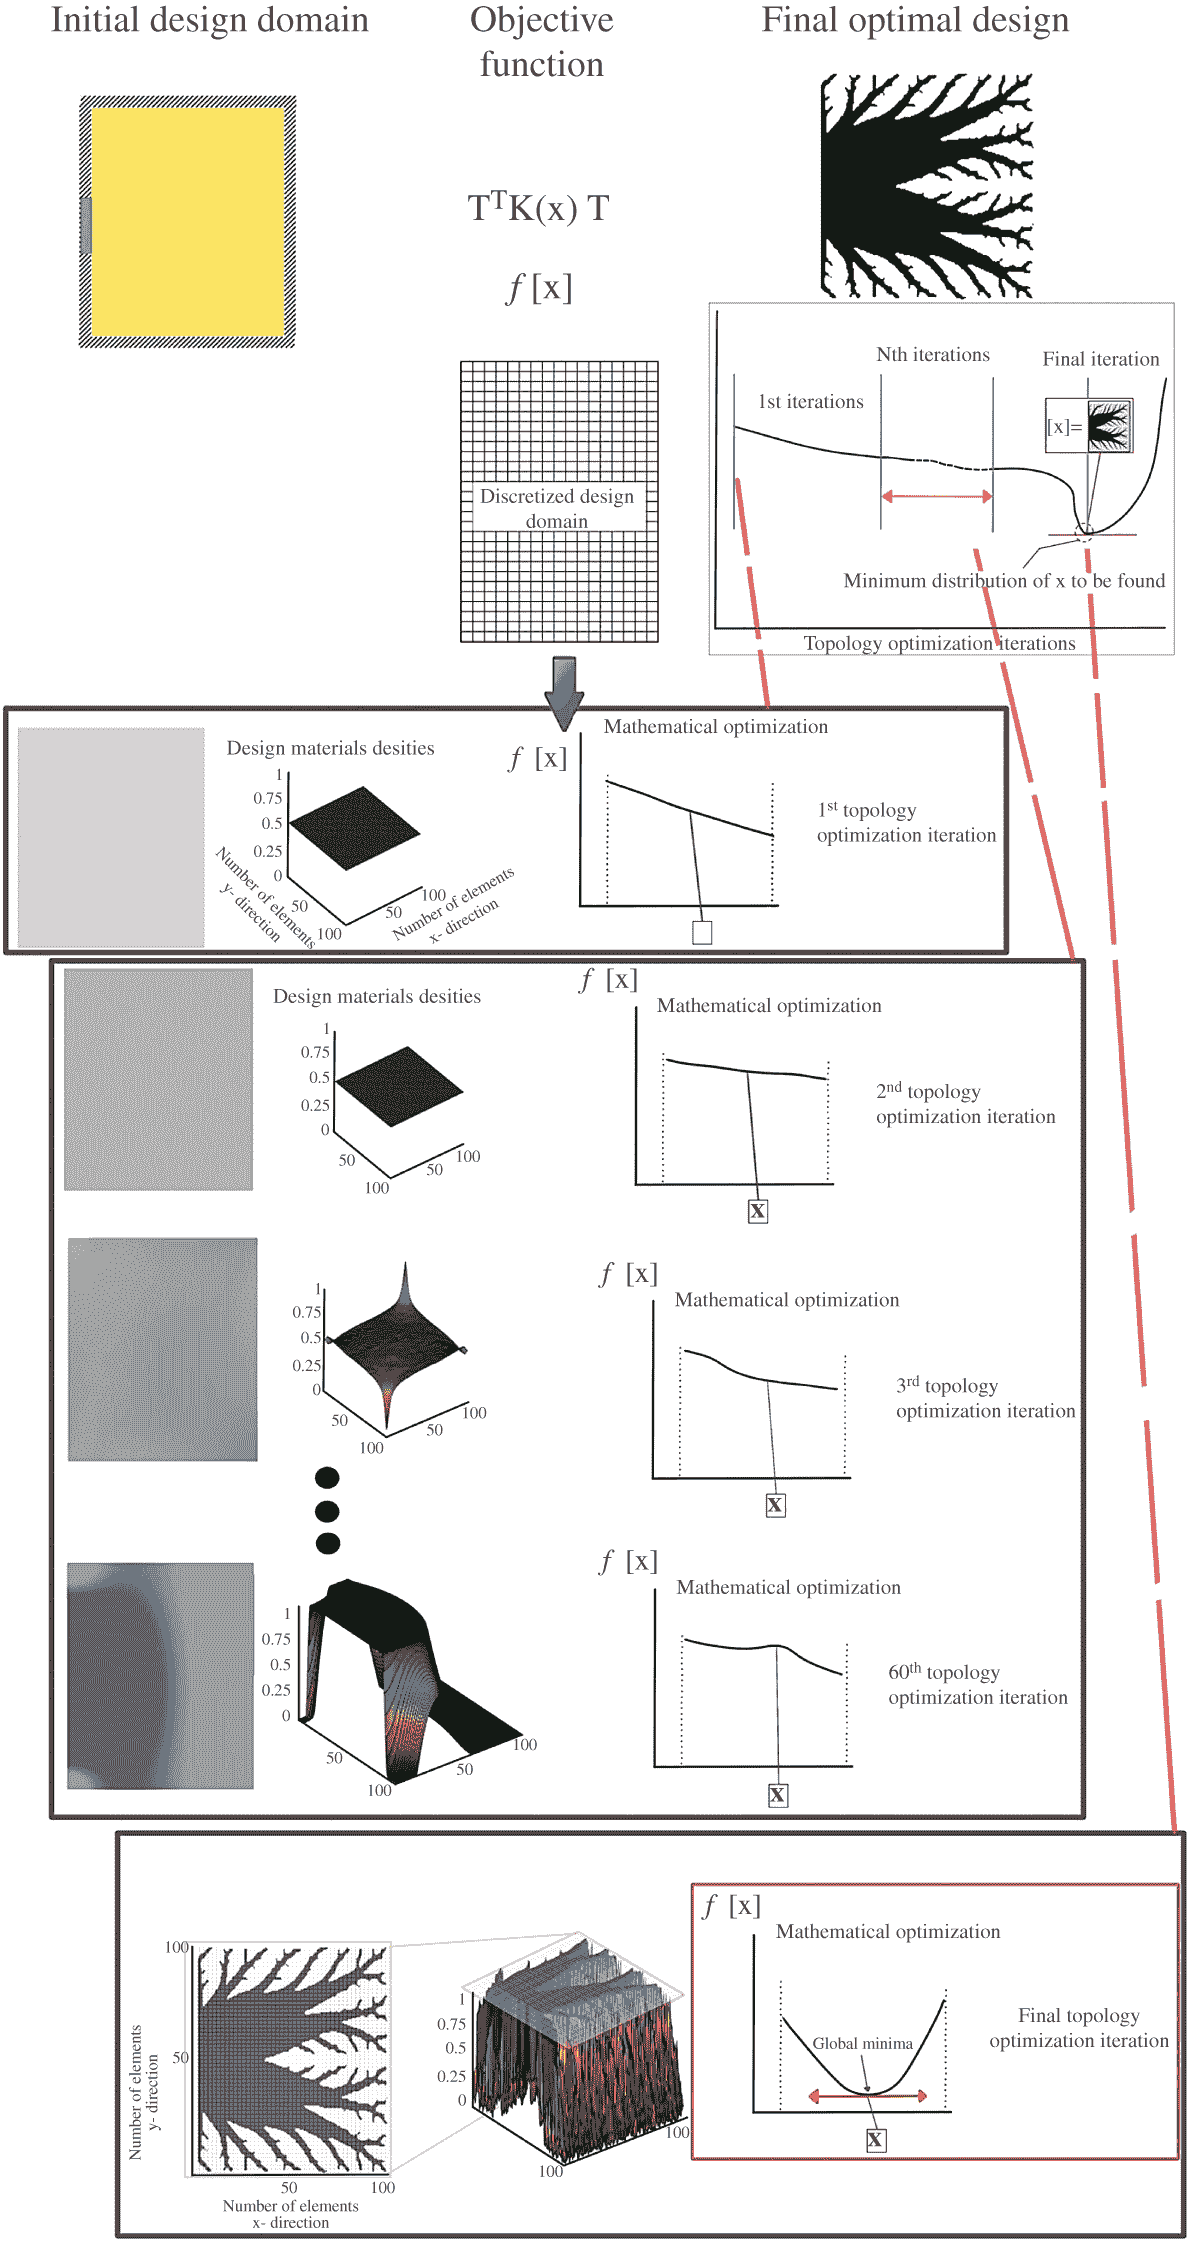 Initial design domain
Objective
function
Final optimal design
TᵀK(x) T
f [x]
Discretized design
domain
Nth iterations
Final iteration
1st iterations
[x]=
Minimum distribution of x to be found
Topology optimization iterations
Mathematical optimization
Design materials desities
f [x]
1
0.75
0.5
0.25
0
50
100
50
100
Number of elements
y- direction
Number of elements
x- direction
1st topology
optimization iteration
f [x]
Design materials desities
Mathematical optimization
1
0.75
0.5
0.25
0
50
100
50
100
2nd topology
optimization iteration
x
f [x]
Mathematical optimization
1
0.75
0.5
0.25
0
50
100
50
100
3rd topology
optimization iteration
x
f [x]
Mathematical optimization
1
0.75
0.5
0.25
0
50
100
50
100
60th topology
optimization iteration
x
f [x]
Mathematical optimization
100
50
Number of elements
y- direction
50
100
Number of elements
x- direction
1
0.75
0.5
0.25
0
100
100
Global minima
Final topology
optimization iteration
x